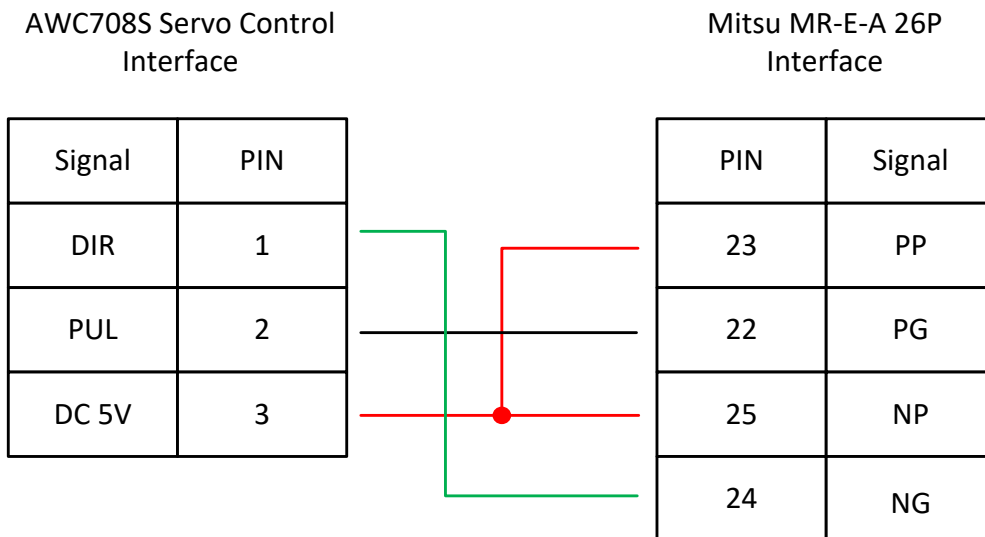 AWC708S Servo Control
Interface
Mitsu MR-E-A 26P
Interface
Signal PIN
DIR 1
PUL 2
DC 5V 3
PIN Signal
23 PP
22 PG
25 NP
24 NG